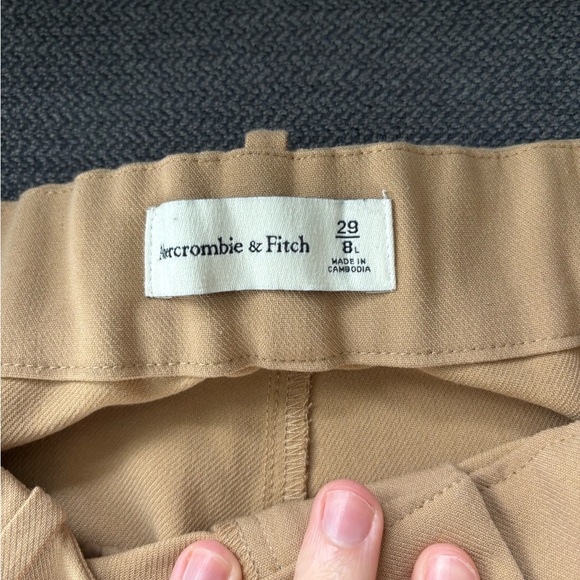 Abercrombie & Fitch
29
8L
MADE IN
CAMBODIA